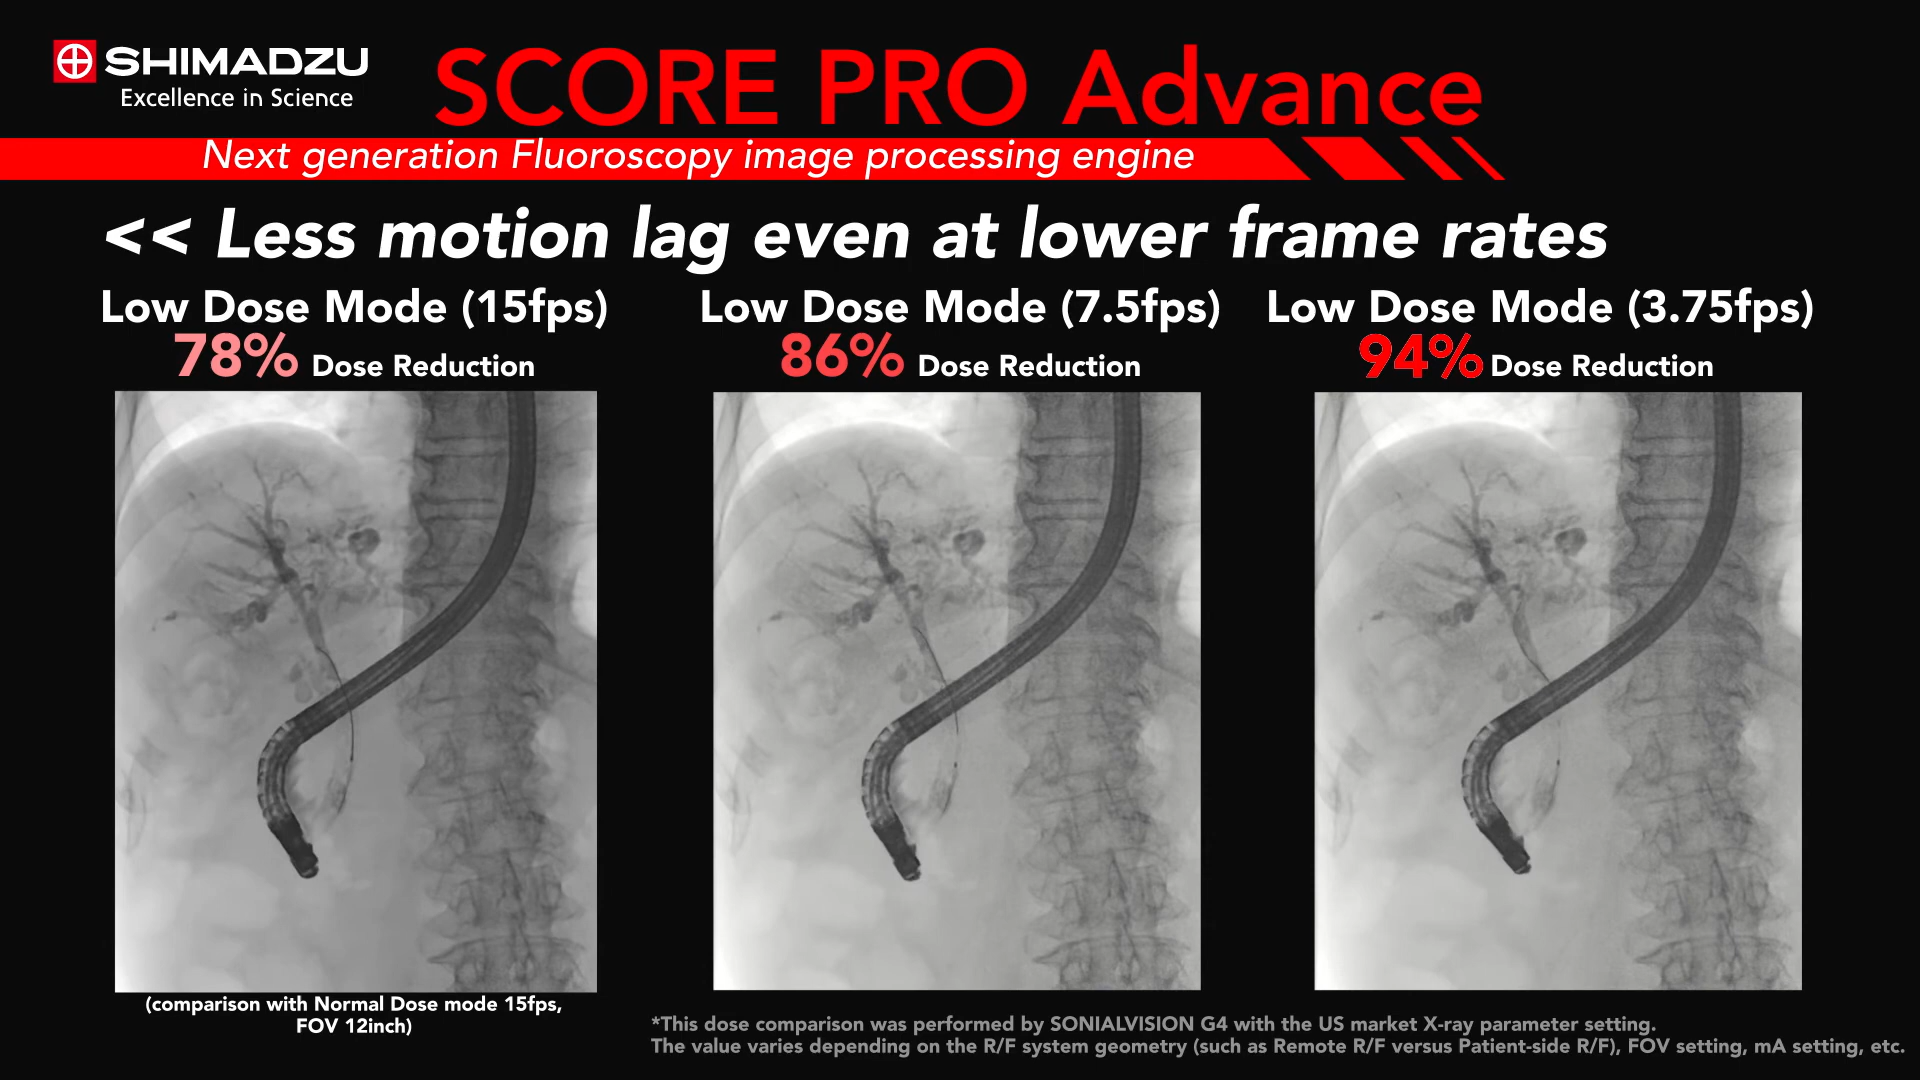 SHIMADZU
Excellence in Science
SCORE PRO Advance
Next generation Fluoroscopy image processing engine
<< Less motion lag even at lower frame rates
Low Dose Mode (15fps)
78% Dose Reduction
Low Dose Mode (7.5fps)
86% Dose Reduction
Low Dose Mode (3.75fps)
94% Dose Reduction
(comparison with Normal Dose mode 15fps,
FOV 12inch)
*This dose comparison was performed by SONIALVISION G4 with the US market X-ray parameter setting.
The value varies depending on the R/F system geometry (such as Remote R/F versus Patient-side R/F), FOV setting, mA setting, etc.